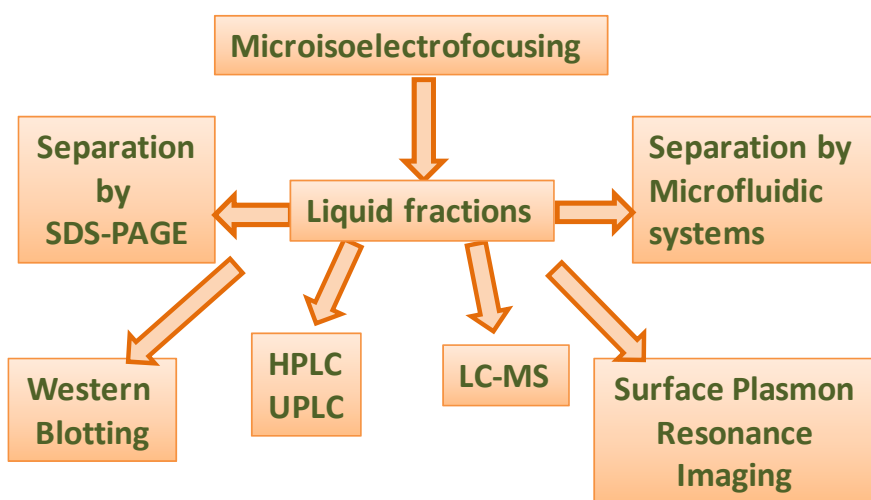 Microisoelectrofocusing
Separation
by
SDS-PAGE
Liquid fractions
Separation by
Microfluidic
systems
Western
Blotting
HPLC
UPLC
LC-MS
Surface Plasmon
Resonance
Imaging